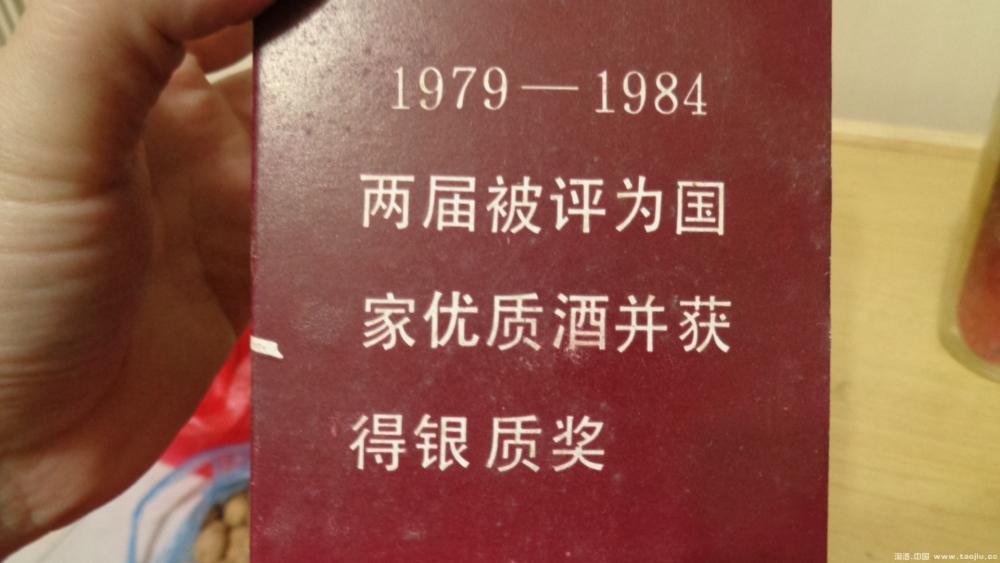 1979—1984
两届被评为国
家优质酒并获
得银质奖
淘酒.中国 www.taojiu.cc